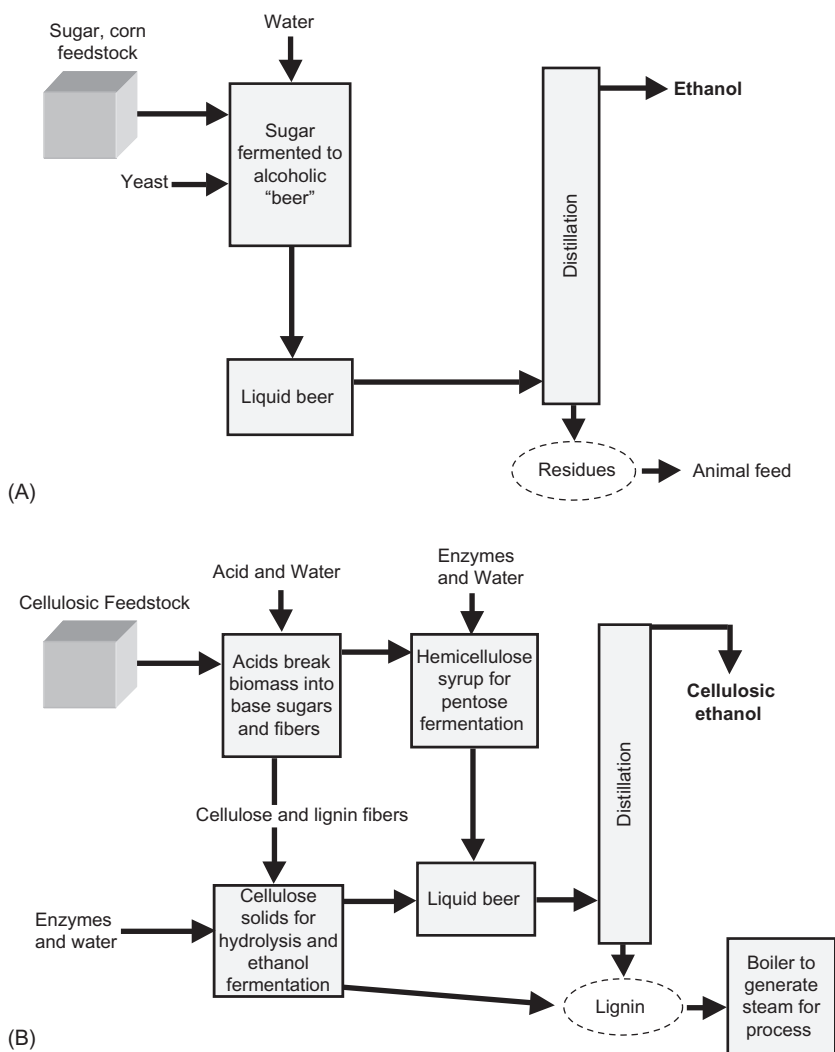 Water
Sugar, corn
feedstock
Sugar
fermented to
alcoholic
“beer”
Yeast
Ethanol
Distillation
Liquid beer
Residues
Animal feed
(A)
Acid and Water
Enzymes
and Water
Cellulosic Feedstock
Acids break
biomass into
base sugars
and fibers
Hemicellulose
syrup for
pentose
fermentation
Cellulosic
ethanol
Distillation
Cellulose and lignin fibers
Enzymes
and water
Cellulose
solids for
hydrolysis and
ethanol
fermentation
Liquid beer
Lignin
Boiler to
generate
steam for
process
(B)